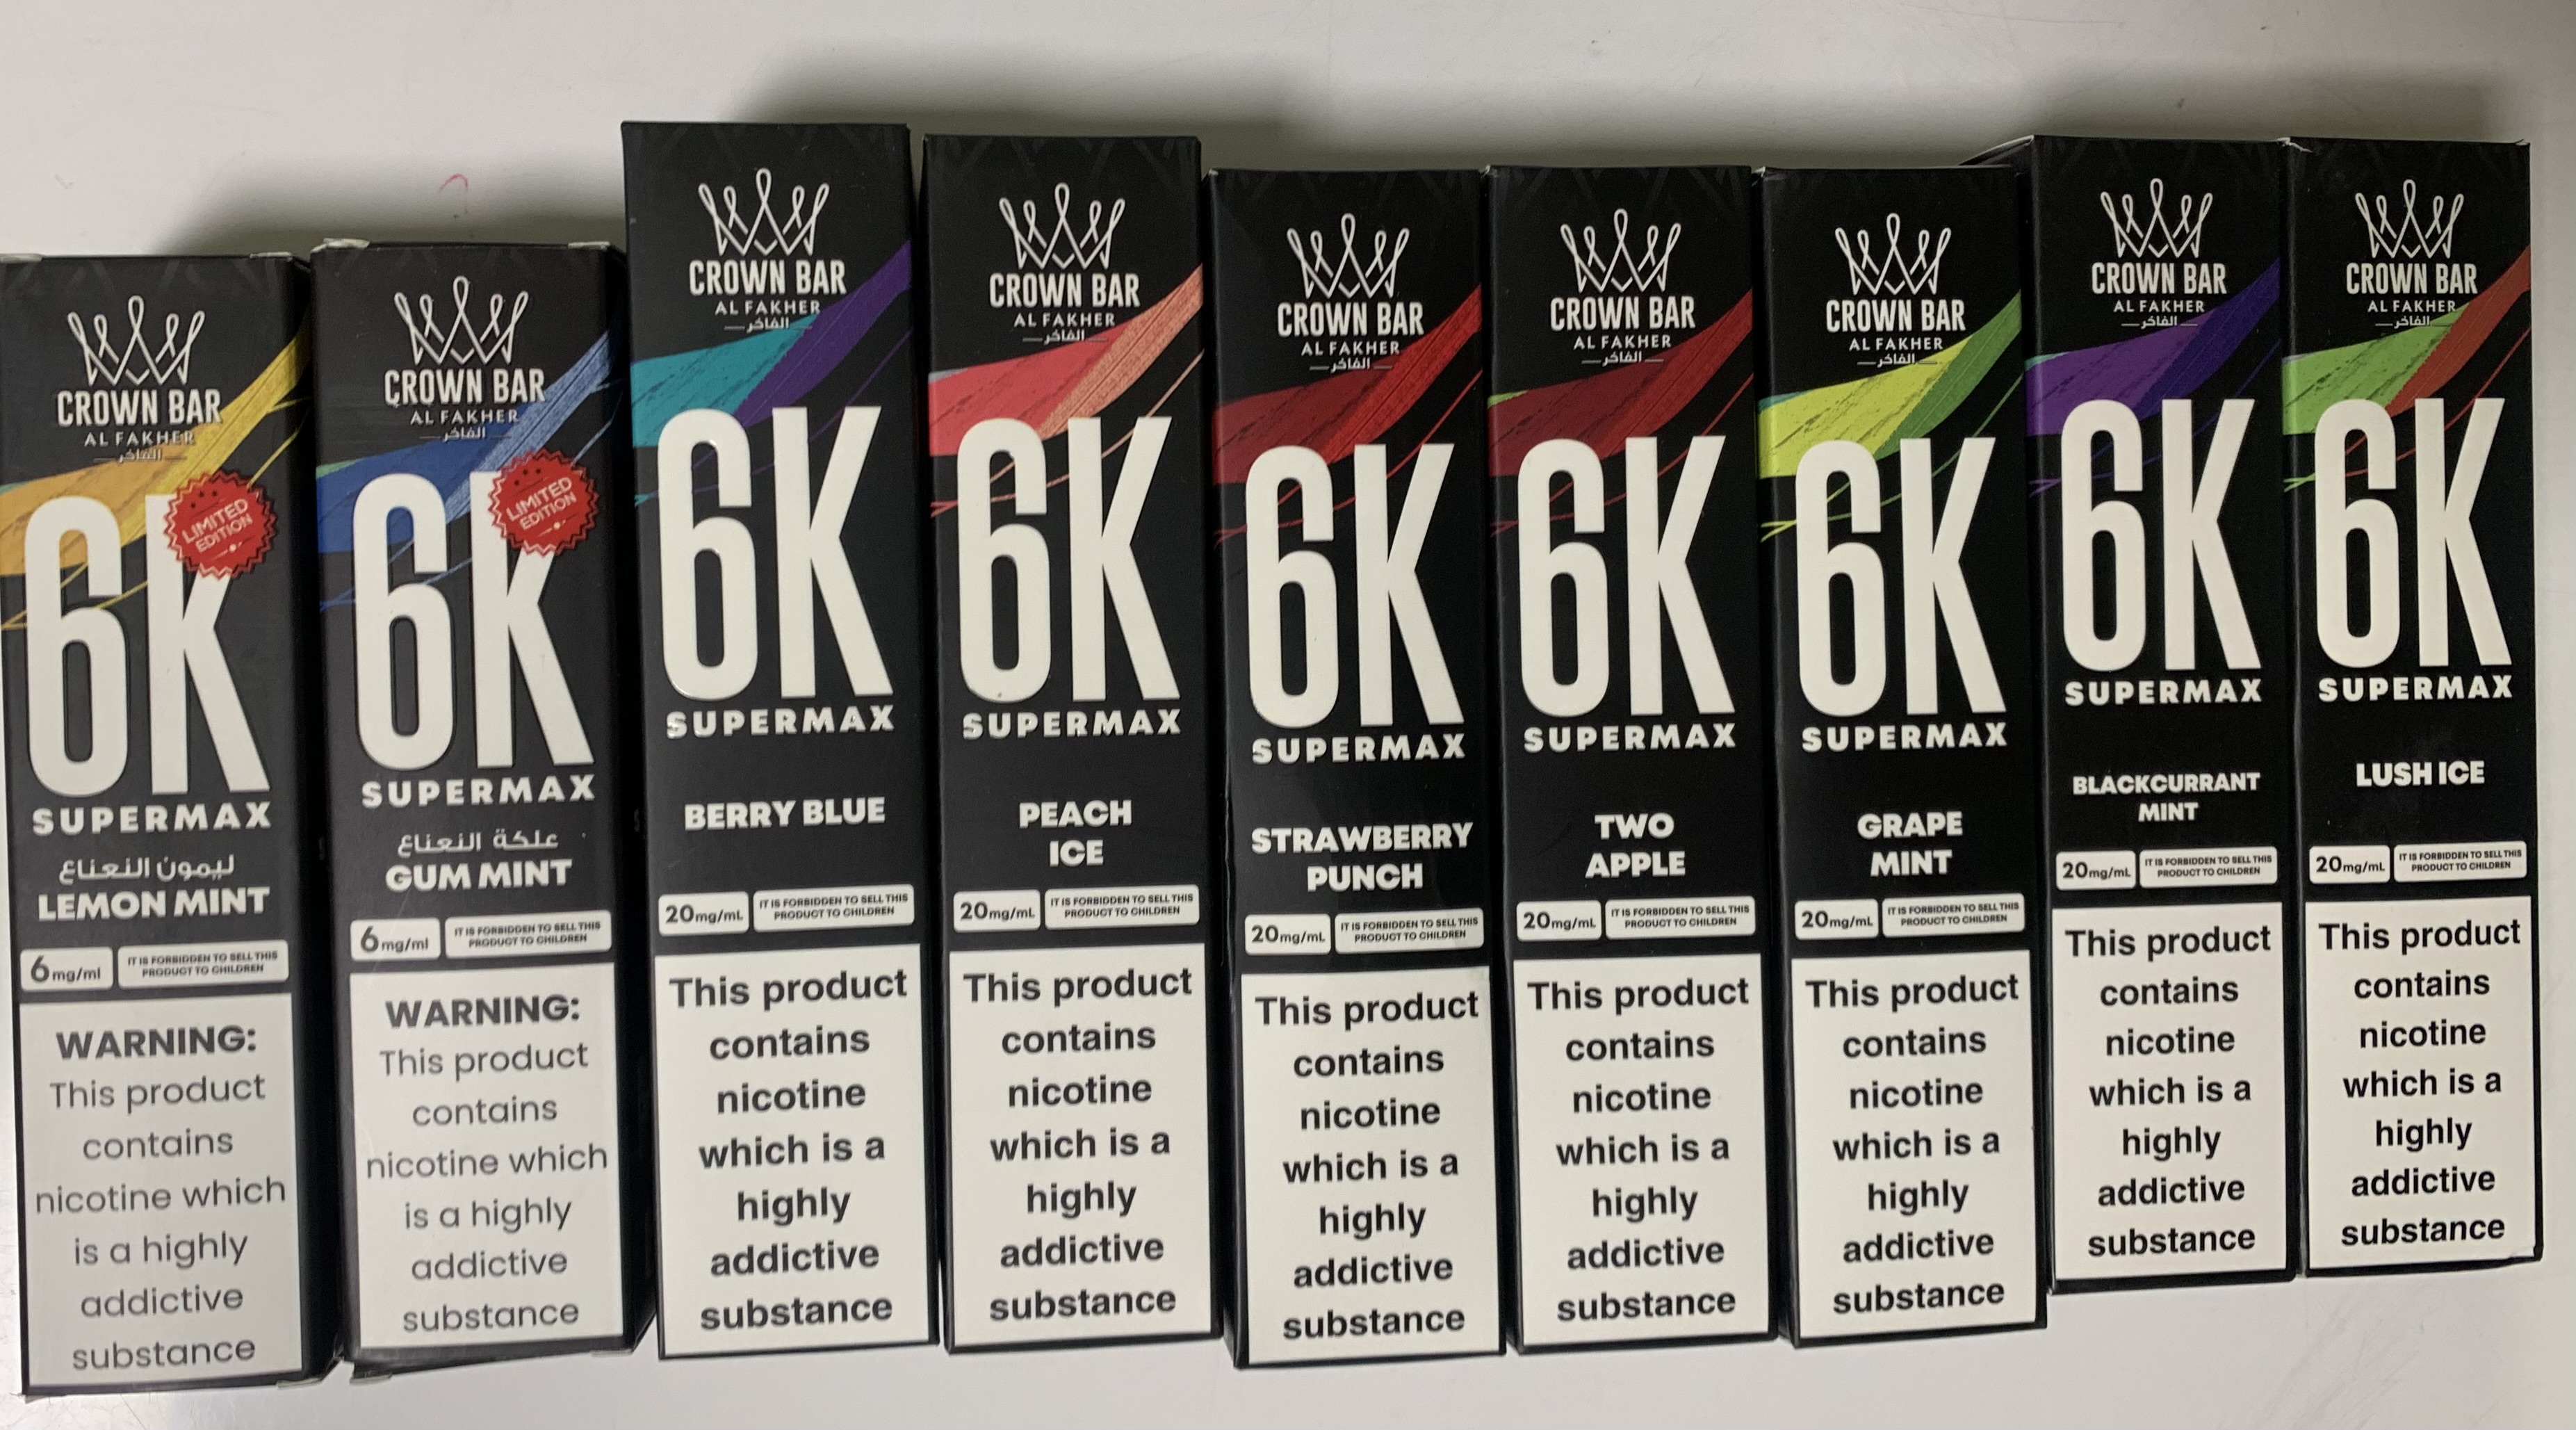 CROWN BAR
AL FAKHER
الفاخر
6K
LIMITED
EDITION
SUPERMAX
ليمون النعناع
LEMON MINT
6mg/ml
IT IS FORBIDDEN TO SELL THIS
PRODUCT TO CHILDREN
WARNING:
This product
contains
nicotine which
is a highly
addictive
substance
CROWN BAR
AL FAKHER
الفاخر
6K
LIMITED
EDITION
SUPERMAX
علكة النعناع
GUM MINT
6mg/ml
IT IS FORBIDDEN TO SELL THIS
PRODUCT TO CHILDREN
WARNING:
This product
contains
nicotine which
is a highly
addictive
substance
CROWN BAR
AL FAKHER
الفاخر
6K
SUPERMAX
BERRY BLUE
20mg/mL
IT IS FORBIDDEN TO SELL THIS
PRODUCT TO CHILDREN
This product
contains
nicotine
which is a
highly
addictive
substance
CROWN BAR
AL FAKHER
الفاخر
6K
SUPERMAX
PEACH
ICE
20mg/mL
IT IS FORBIDDEN TO SELL THIS
PRODUCT TO CHILDREN
This product
contains
nicotine
which is a
highly
addictive
substance
CROWN BAR
AL FAKHER
الفاخر
6K
SUPERMAX
STRAWBERRY
PUNCH
20mg/mL
IT IS FORBIDDEN TO SELL THIS
PRODUCT TO CHILDREN
This product
contains
nicotine
which is a
highly
addictive
substance
CROWN BAR
AL FAKHER
الفاخر
6K
SUPERMAX
TWO
APPLE
20mg/mL
IT IS FORBIDDEN TO SELL THIS
PRODUCT TO CHILDREN
This product
contains
nicotine
which is a
highly
addictive
substance
CROWN BAR
AL FAKHER
الفاخر
6K
SUPERMAX
GRAPE
MINT
20mg/mL
IT IS FORBIDDEN TO SELL THIS
PRODUCT TO CHILDREN
This product
contains
nicotine
which is a
highly
addictive
substance
CROWN BAR
AL FAKHER
الفاخر
6K
SUPERMAX
BLACKCURRANT
MINT
20mg/mL
IT IS FORBIDDEN TO SELL THIS
PRODUCT TO CHILDREN
This product
contains
nicotine
which is a
highly
addictive
substance
CROWN BAR
AL FAKHER
الفاخر
6K
SUPERMAX
LUSH ICE
20mg/mL
IT IS FORBIDDEN TO SELL THIS
PRODUCT TO CHILDREN
This product
contains
nicotine
which is a
highly
addictive
substance